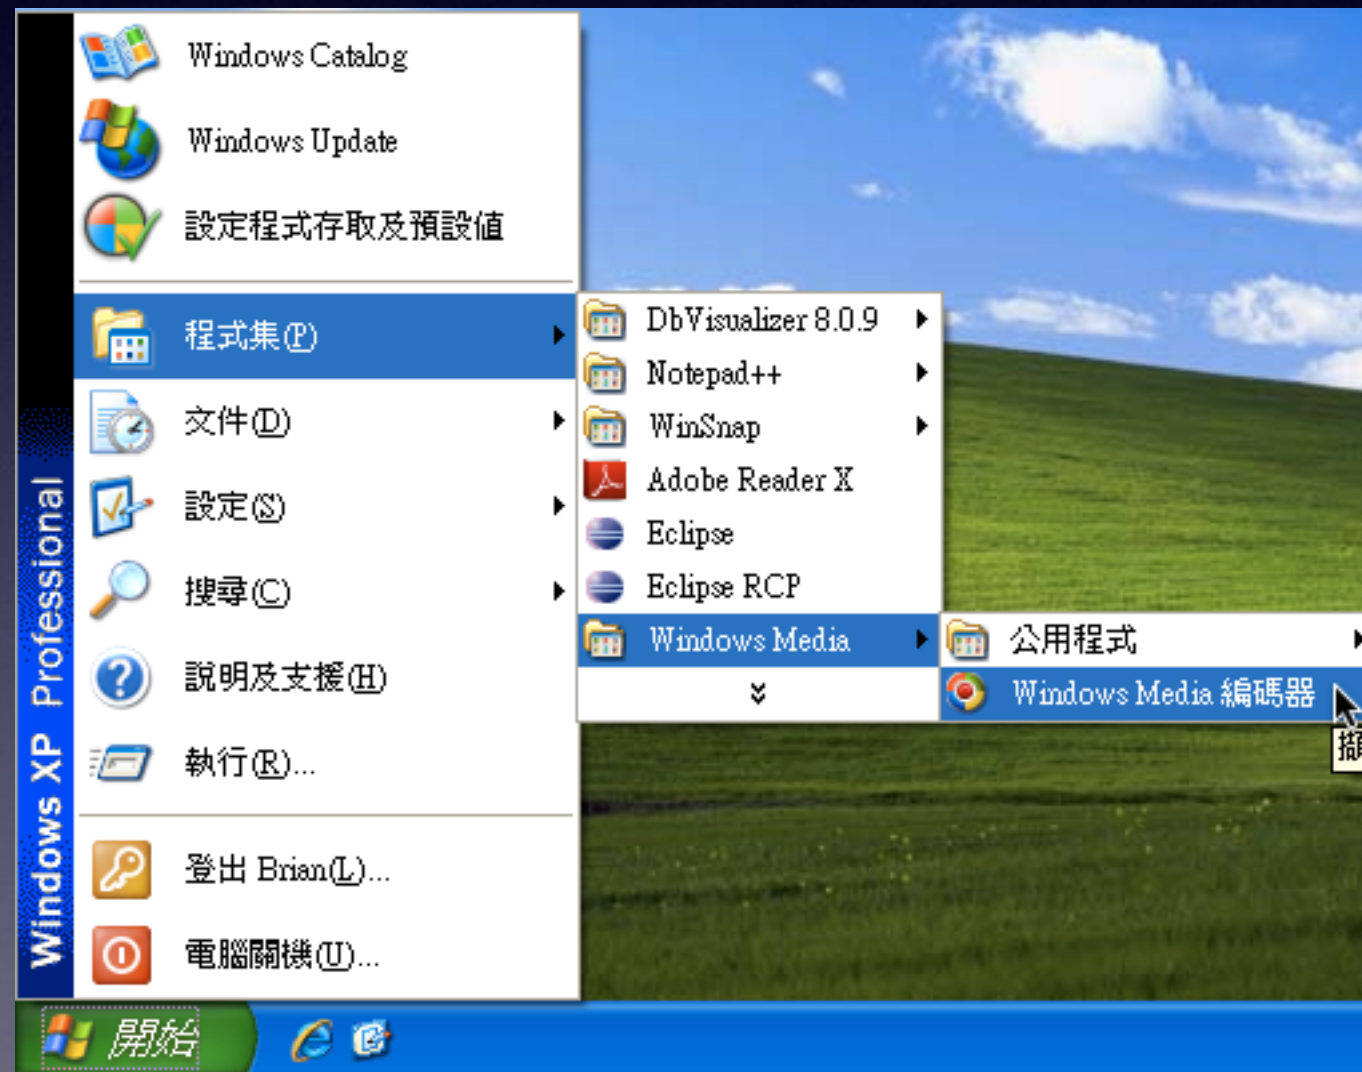 Windows Catalog
Windows Update
設定程式存取及預設值
程式集(P)
文件(D)
設定(S)
搜尋(C)
說明及支援(H)
執行(R)...
登出 Brian(L)...
電腦關機(U)...
Windows XP Professional
DbVisualizer 8.0.9
Notepad++
WinSnap
Adobe Reader X
Eclipse
Eclipse RCP
Windows Media
公用程式
Windows Media 編碼器
開始